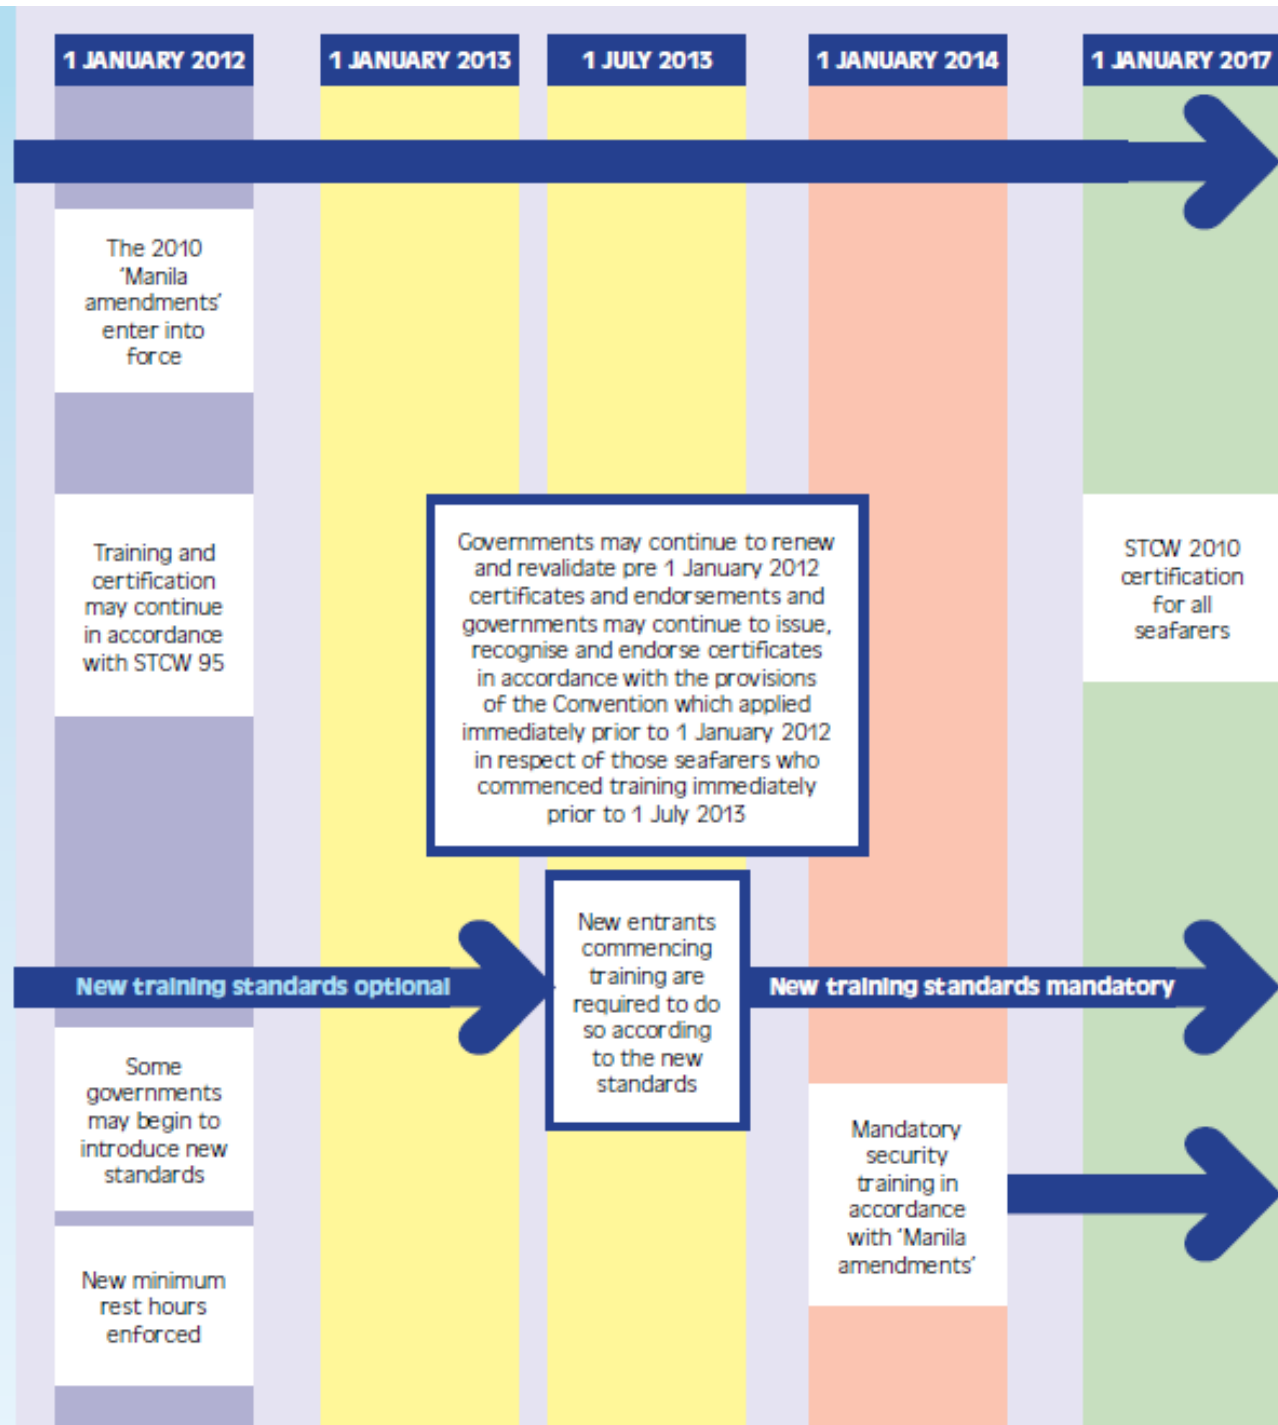 1 JANUARY 2012
1 JANUARY 2013
1 JULY 2013
1 JANUARY 2014
1 JANUARY 2017
The 2010
‘Manila
amendments’
enter into
force
Training and
certification
may continue
in accordance
with STCW 95
Governments may continue to renew
and revalidate pre 1 January 2012
certificates and endorsements and
governments may continue to issue,
recognise and endorse certificates
in accordance with the provisions
of the Convention which applied
immediately prior to 1 January 2012
in respect of those seafarers who
commenced training immediately
prior to 1 July 2013
STCW 2010
certification
for all
seafarers
New training standards optional
New entrants
commencing
training are
required to do
so according
to the new
standards
New training standards mandatory
Some
governments
may begin to
introduce new
standards
Mandatory
security
training in
accordance
with ‘Manila
amendments’
New minimum
rest hours
enforced